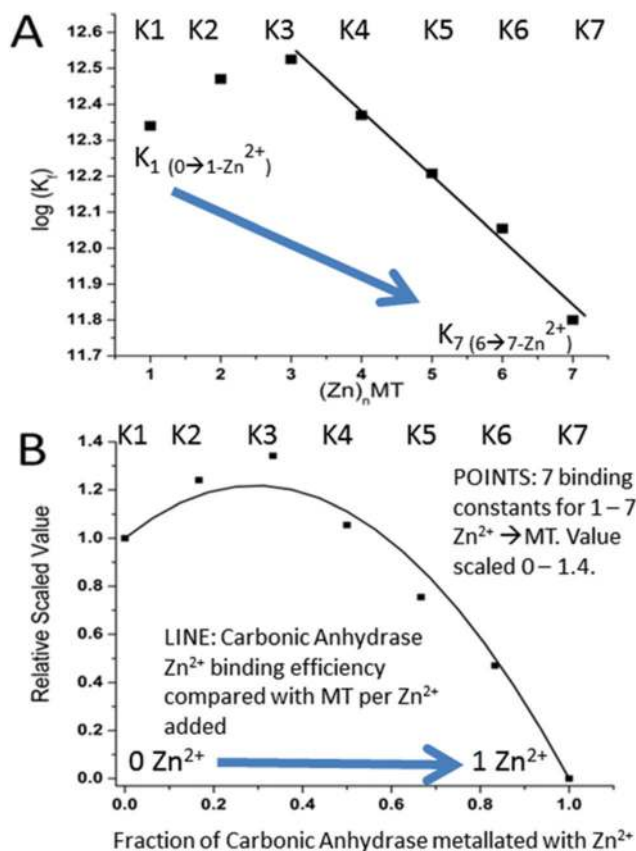 A
K1 K2 K3 K4 K5 K6 K7
12.6
12.5
12.4
12.3
12.2
12.1
12.0
11.9
11.8
11.7
log (Kf)
K1 (0→1-Zn2+)
K7 (6→7-Zn2+)
1 2 3 4 5 6 7
(Zn)nMT
B
K1 K2 K3 K4 K5 K6 K7
1.4
1.2
1.0
0.8
0.6
0.4
0.2
0.0
Relative Scaled Value
POINTS: 7 binding
constants for 1 – 7
Zn2+ →MT. Value
scaled 0 – 1.4.
LINE: Carbonic Anhydrase
Zn2+ binding efficiency
compared with MT per Zn2+
added
0 Zn2+ 1 Zn2+
0.0 0.2 0.4 0.6 0.8 1.0
Fraction of Carbonic Anhydrase metallated with Zn2+